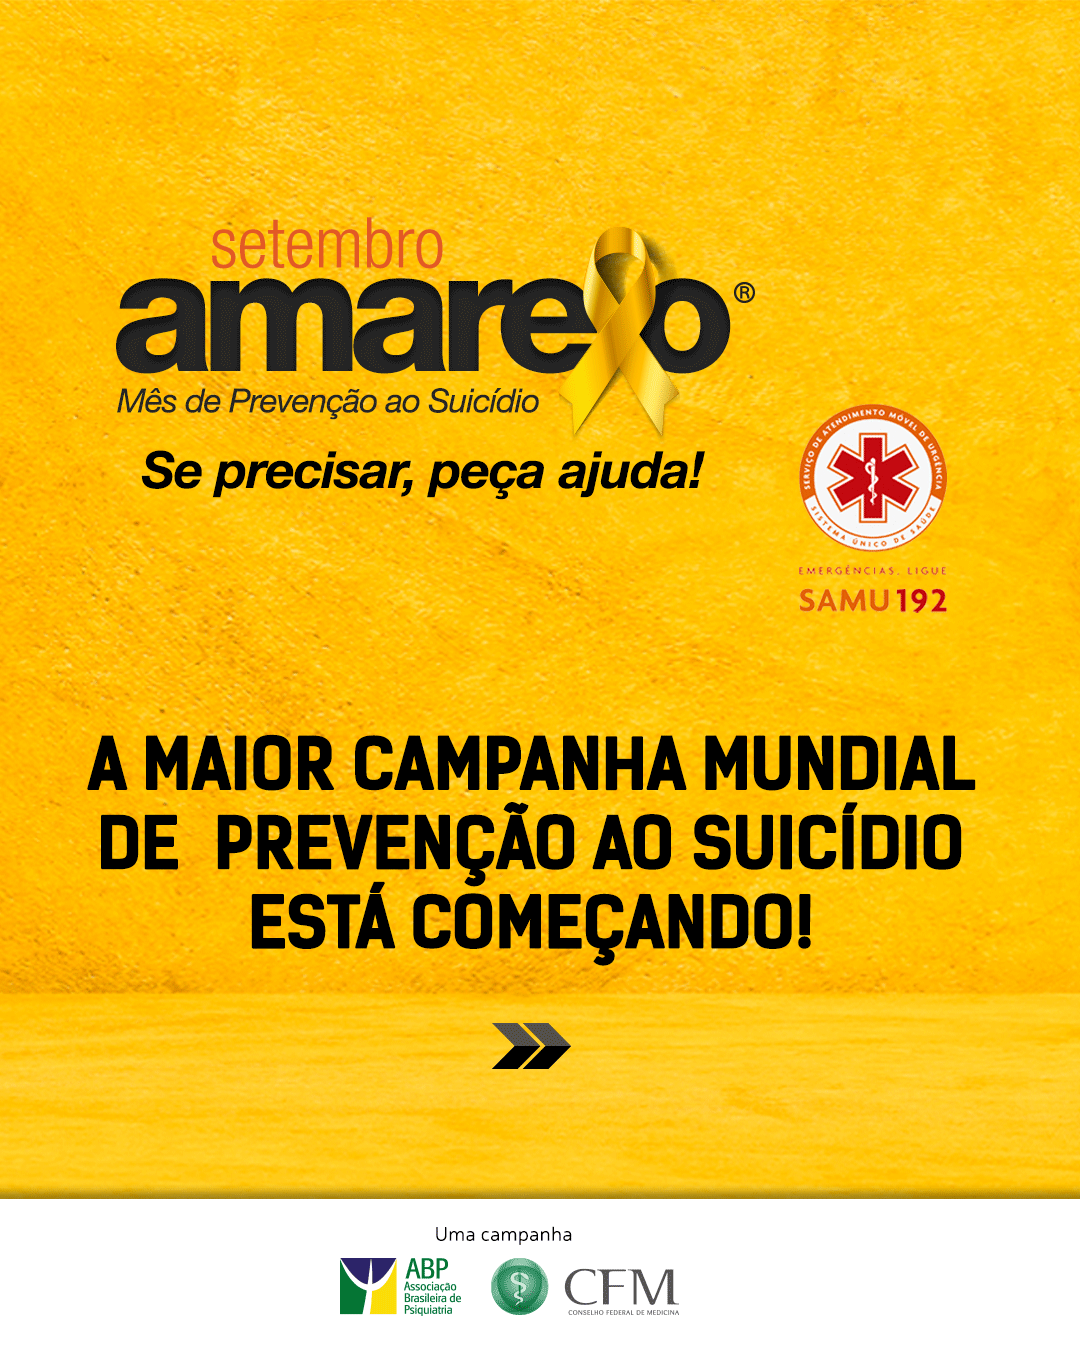 setembro
amarelo®
Mês de Prevenção ao Suicídio
Se precisar, peça ajuda!
SERVIÇO DE ATENDIMENTO MÓVEL DE URGÊNCIA
SISTEMA ÚNICO DE SAÚDE
EMERGÊNCIAS. LIGUE
SAMU 192
A MAIOR CAMPANHA MUNDIAL
DE PREVENÇÃO AO SUICÍDIO
ESTÁ COMEÇANDO!
Uma campanha
ABP
Associação
Brasileira de
Psiquiatria
CFM
CONSELHO FEDERAL DE MEDICINA